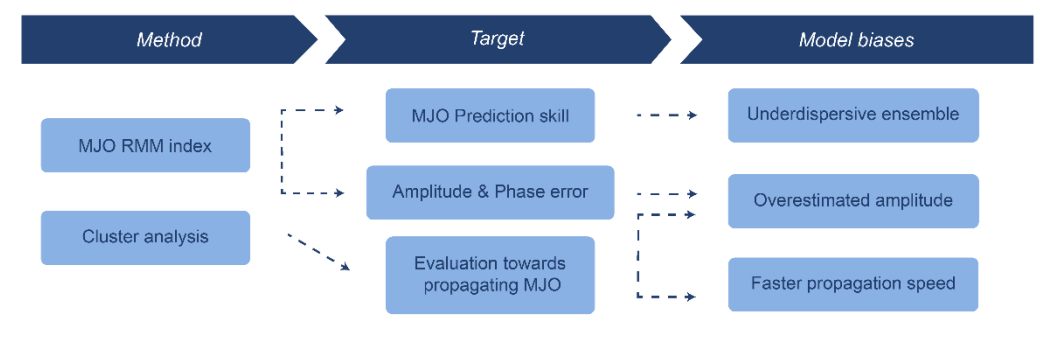 Method
Target
Model biases
MJO RMM index
Cluster analysis
MJO Prediction skill
Amplitude & Phase error
Evaluation towards
propagating MJO
Underdispersive ensemble
Overestimated amplitude
Faster propagation speed